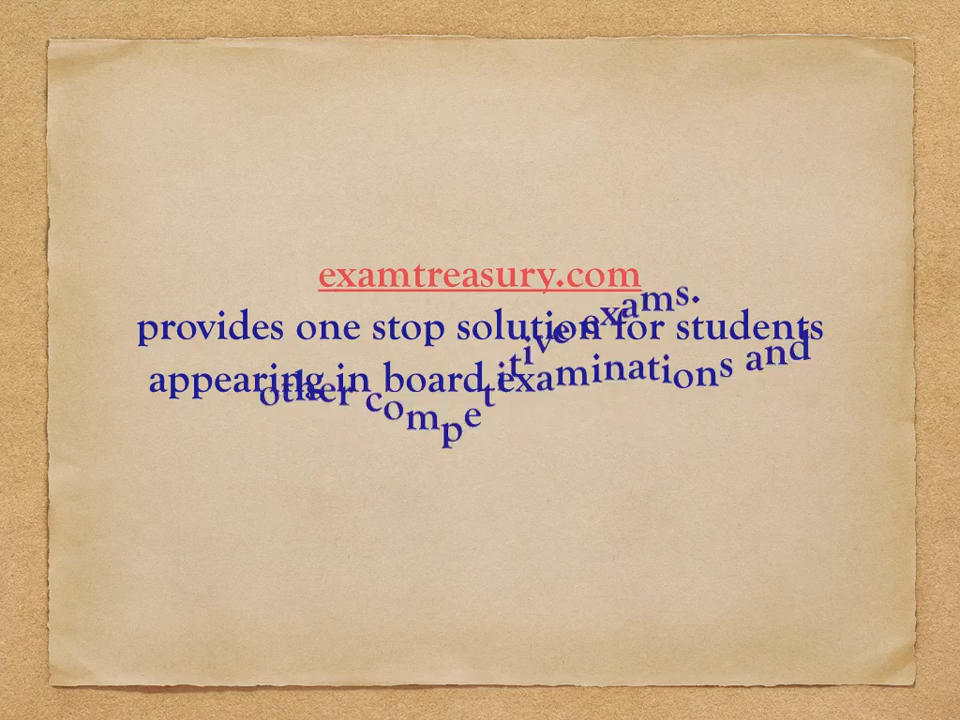 examtreasury.com
provides one stop solution for students
appearing in board examinations and
other competitive exams.